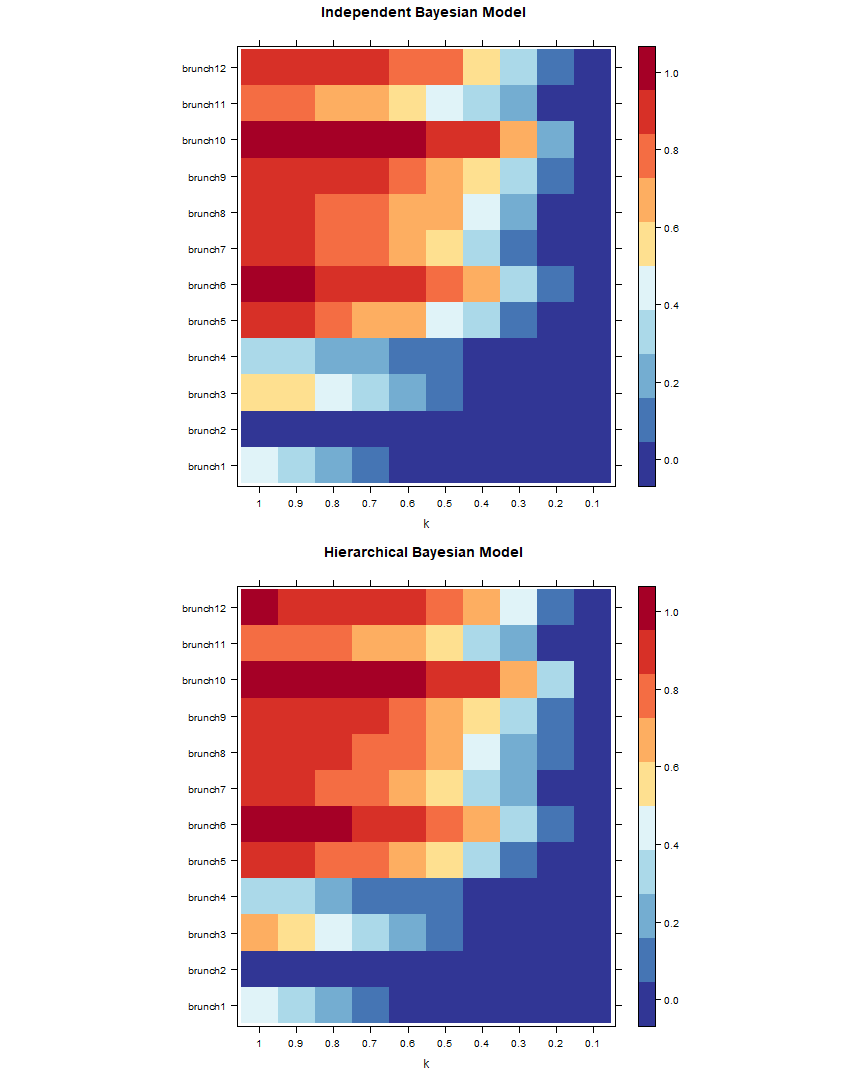 Independent Bayesian Model
brunch12
brunch11
brunch10
brunch9
brunch8
brunch7
brunch6
brunch5
brunch4
brunch3
brunch2
brunch1
1 0.9 0.8 0.7 0.6 0.5 0.4 0.3 0.2 0.1
k
1.0
0.8
0.6
0.4
0.2
0.0
Hierarchical Bayesian Model
brunch12
brunch11
brunch10
brunch9
brunch8
brunch7
brunch6
brunch5
brunch4
brunch3
brunch2
brunch1
1 0.9 0.8 0.7 0.6 0.5 0.4 0.3 0.2 0.1
k
1.0
0.8
0.6
0.4
0.2
0.0